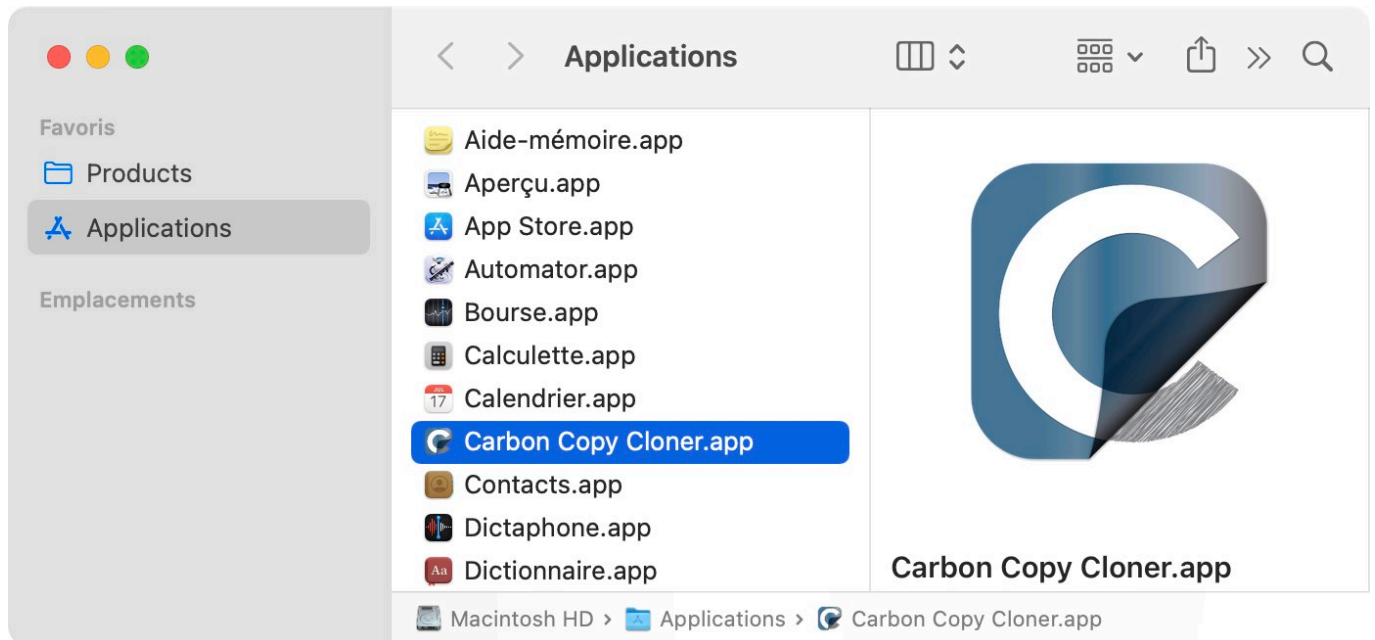 Applications
Favoris
Products
Applications
Emplacements
Aide-mémoire.app
Aperçu.app
App Store.app
Automator.app
Bourse.app
Calculette.app
17
Calendrier.app
Carbon Copy Cloner.app
Contacts.app
Dictaphone.app
Aa
Dictionnaire.app
Carbon Copy Cloner.app
Macintosh HD › Applications › Carbon Copy Cloner.app